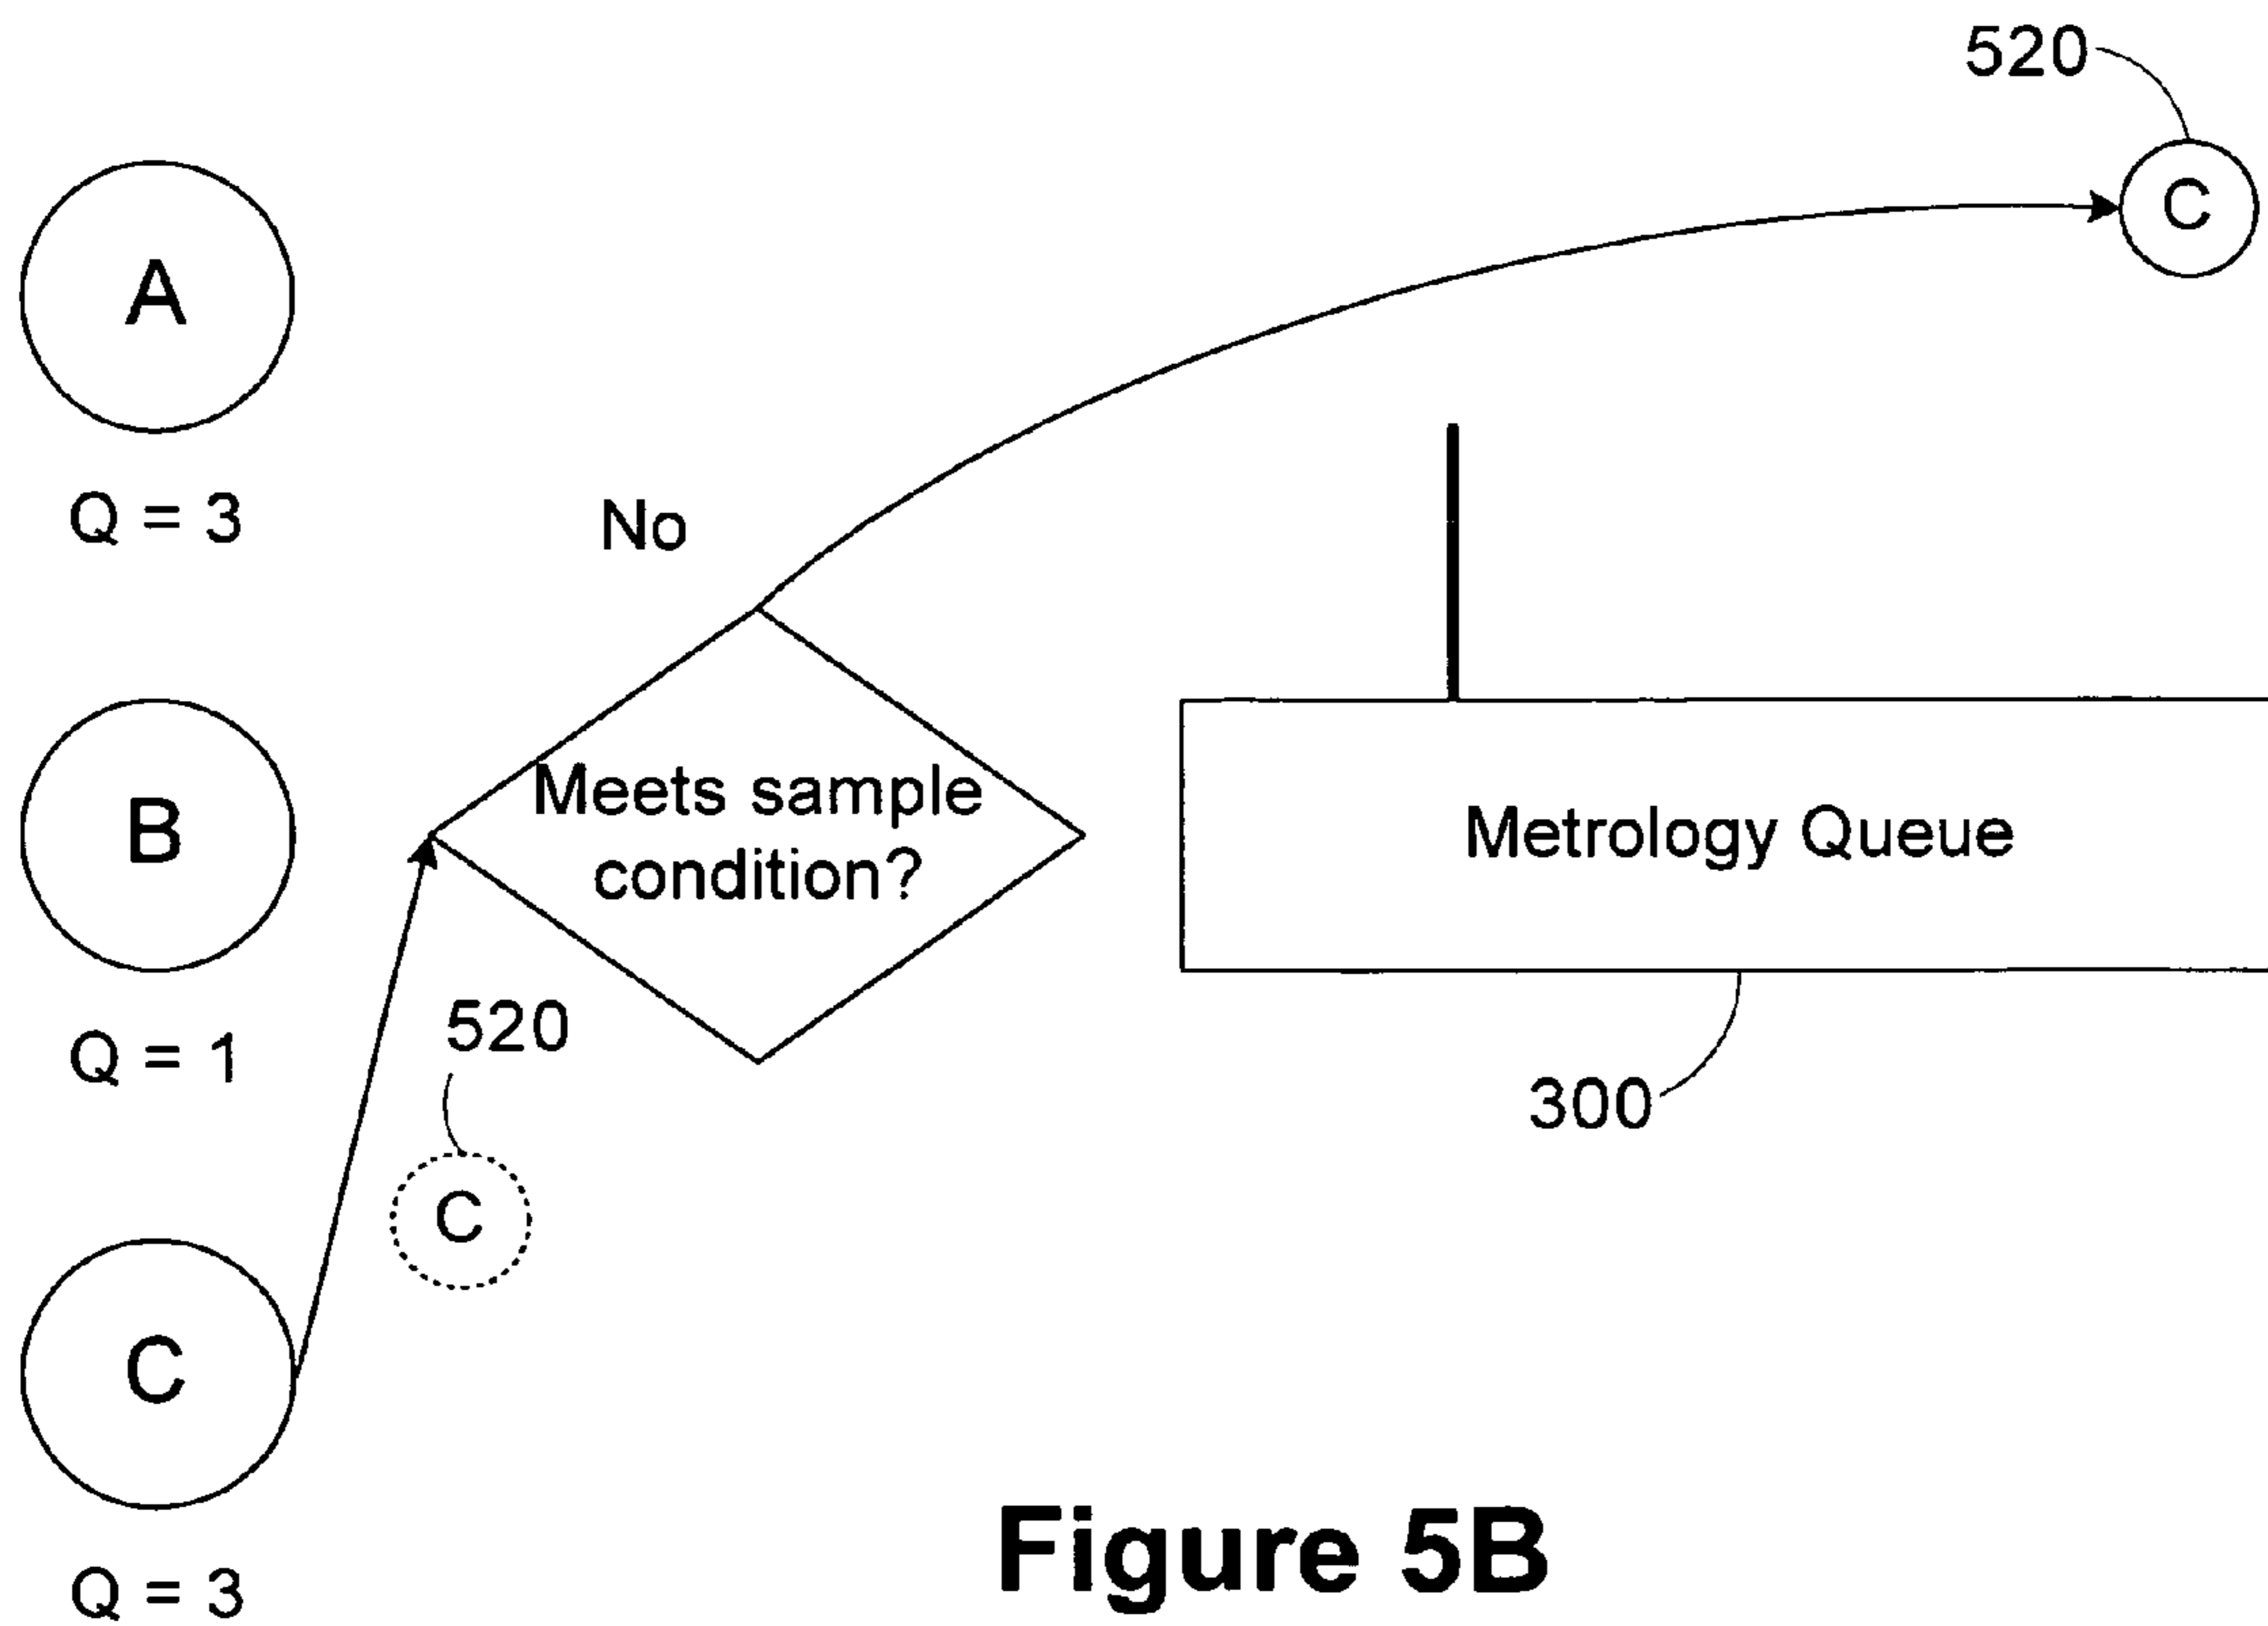 520
C
A
Q = 3
No
B
Meets sample
condition?
Metrology Queue
Q = 1
520
300
C
C
Q = 3
Figure 5B